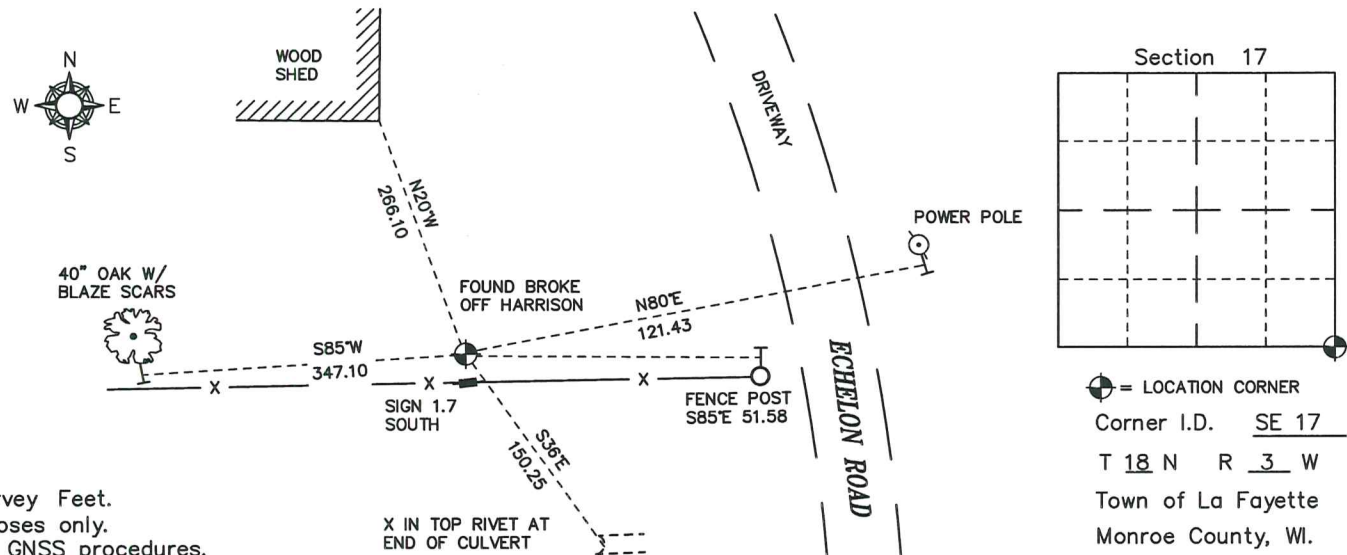 N
W E
S
WOOD
SHED
N20°W
266.10
DRIVEWAY
POWER POLE
40" OAK W/
BLAZE SCARS
FOUND BROKE
OFF HARRISON
N80°E
121.43
S85°W
347.10
X X X
SIGN 1.7
SOUTH
FENCE POST
S85°E 51.58
ECHELON ROAD
S36°E
150.25
X IN TOP RIVET AT
END OF CULVERT
vey Feet.
oses only.
GNSS procedures.
Section 17
= LOCATION CORNER
Corner I.D. SE 17
T 18 N R 3 W
Town of La Fayette
Monroe County, WI.